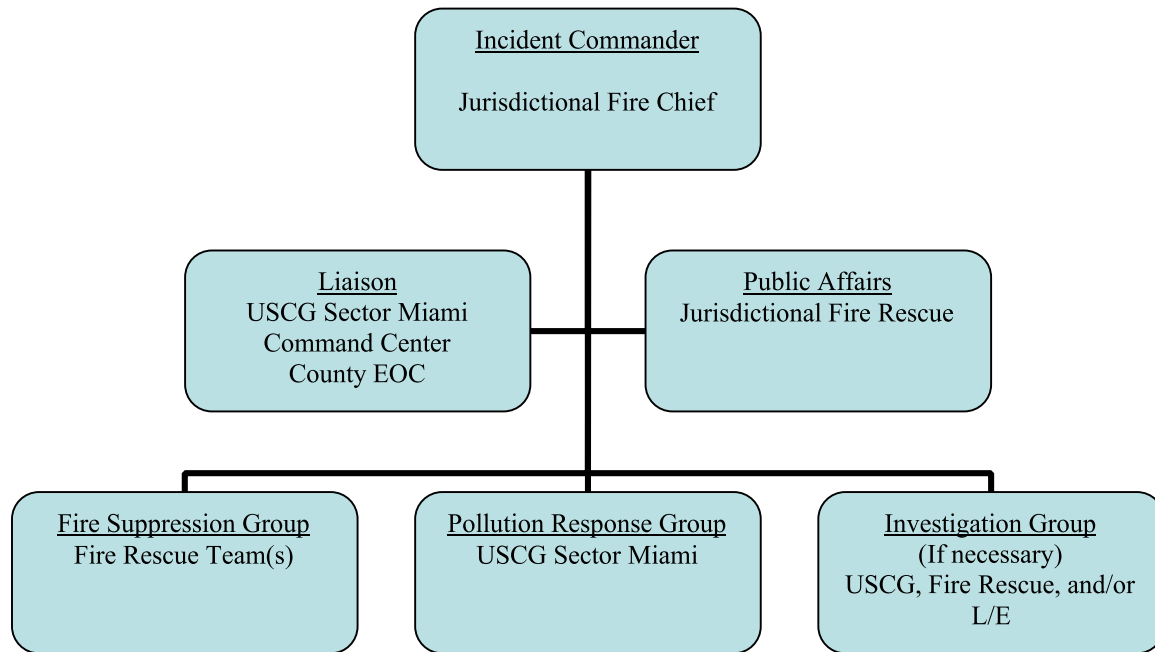 Incident Commander
Jurisdictional Fire Chief
Liaison
USCG Sector Miami
Command Center
County EOC
Public Affairs
Jurisdictional Fire Rescue
Fire Suppression Group
Fire Rescue Team(s)
Pollution Response Group
USCG Sector Miami
Investigation Group
(If necessary)
USCG, Fire Rescue, and/or
L/E